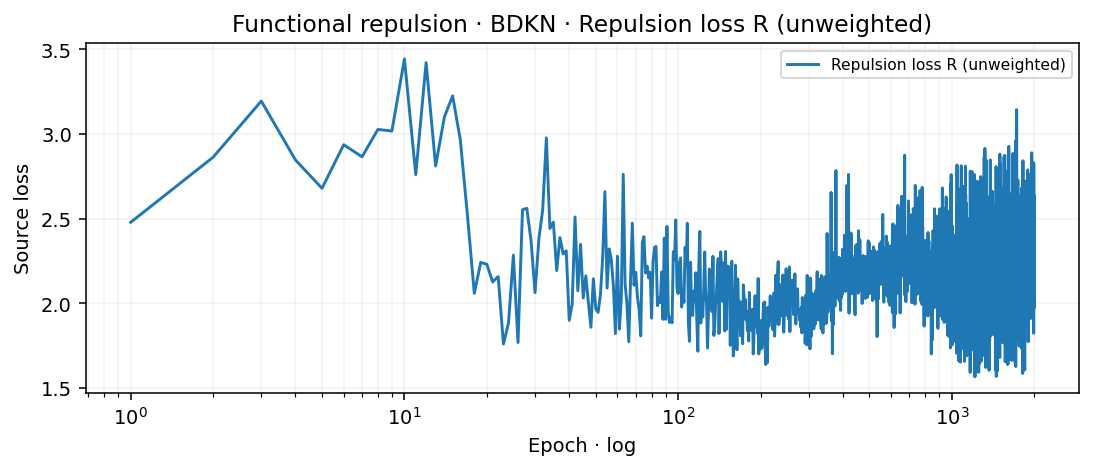 Functional repulsion · BDKN · Repulsion loss R (unweighted)
Repulsion loss R (unweighted)
Source loss
3.5
3.0
2.5
2.0
1.5
10⁰ 10¹ 10² 10³
Epoch · log